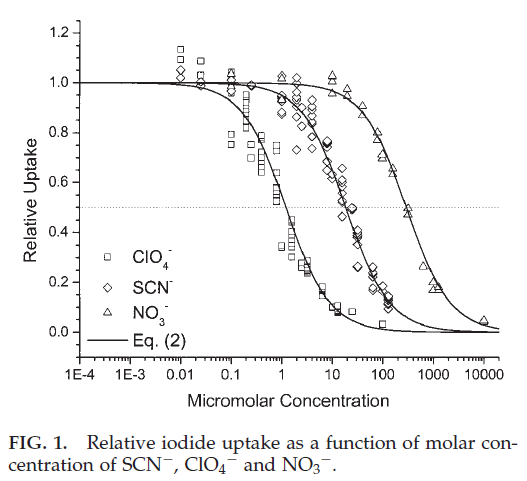 1.2
1.0
0.8
0.6
0.4
0.2
0.0
Relative Uptake
ClO4-
SCN-
NO3-
Eq. (2)
1E-4 1E-3 0.01 0.1 1 10 100 1000 10000
Micromolar Concentration
FIG. 1. Relative iodide uptake as a function of molar con-
centration of SCN−, ClO4− and NO3−.